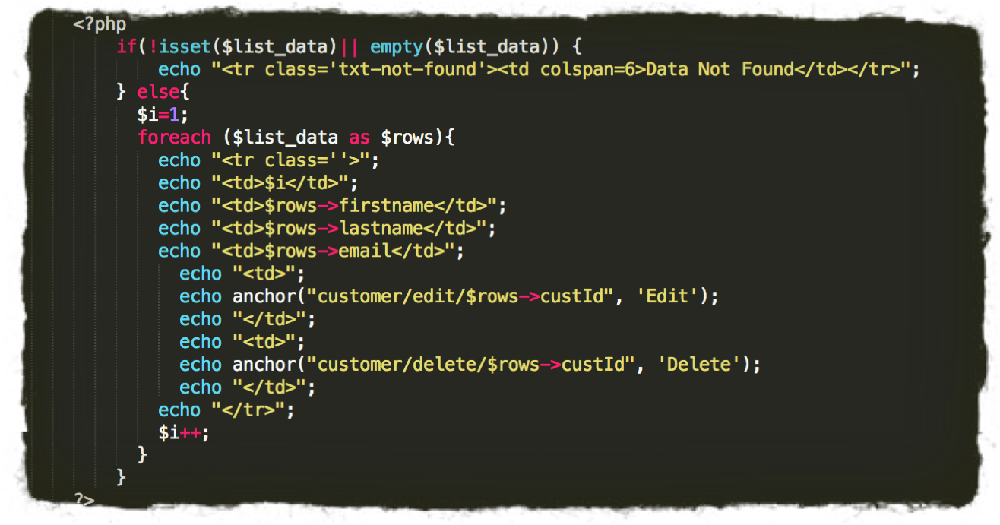 <?php
if(!isset($list_data)|| empty($list_data)) {
echo "<tr class='txt-not-found'><td colspan=6>Data Not Found</td></tr>";
} else{
$i=1;
foreach ($list_data as $rows){
echo "<tr class=''>";
echo "<td>$i</td>";
echo "<td>$rows->firstname</td>";
echo "<td>$rows->lastname</td>";
echo "<td>$rows->email</td>";
echo "<td>";
echo anchor("customer/edit/$rows->custId", 'Edit');
echo "</td>";
echo "<td>";
echo anchor("customer/delete/$rows->custId", 'Delete');
echo "</td>";
echo "</tr>";
$i++;
}
}
?>